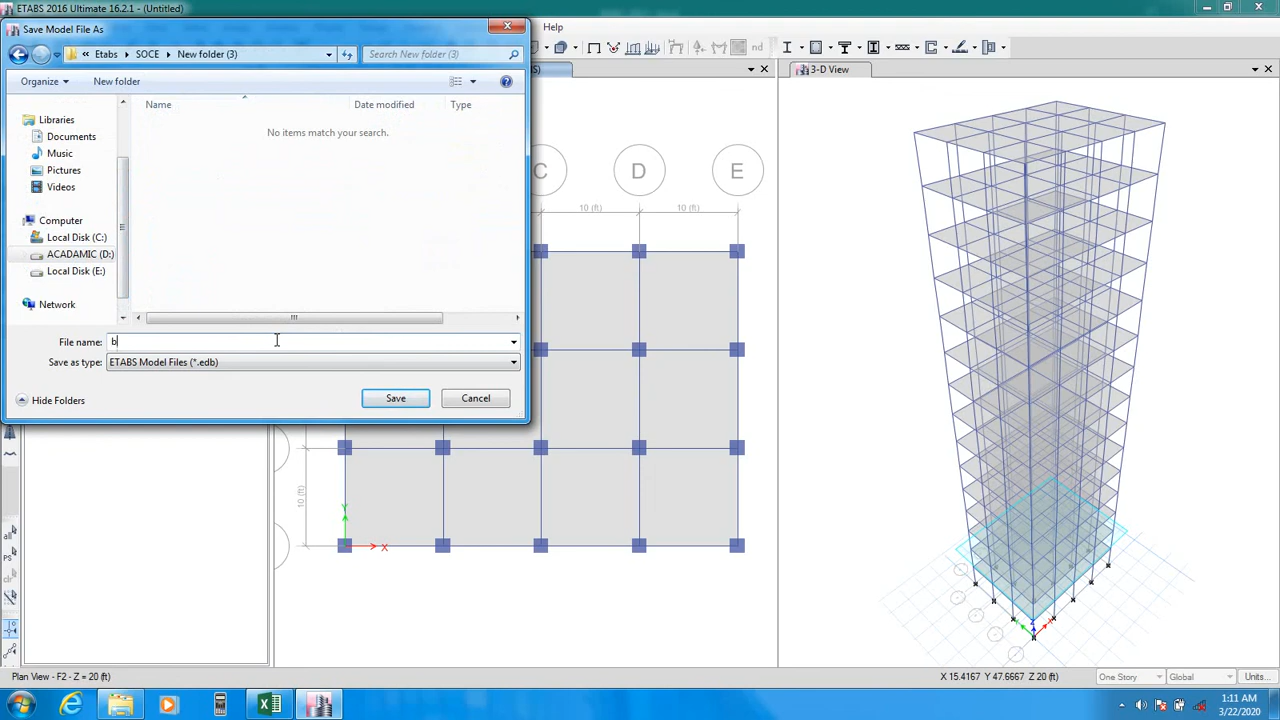 ETABS 2016 Ultimate 16.2.1 - (Untitled)
Save Model File As
Help
Etabs SOCE New folder (3)
Search New folder (3)
nd
Organize
New folder
S)
3-D View
Name
Date modified
Type
Libraries
Documents
Music
Pictures
Videos
Computer
Local Disk (C:)
ACADAMIC (D:)
Local Disk (E:)
Network
No items match your search.
File name: b
Save as type: ETABS Model Files (*.edb)
Hide Folders
Save
Cancel
C
D
E
10 (ft)
10 (ft)
10 (ft)
Y
X
all
PS
clr
Plan View - F2 - Z = 20 (ft)
X 15.4167 Y 47.6667 Z 20 (ft)
One Story
Global
Units...
1:11 AM
3/22/2020